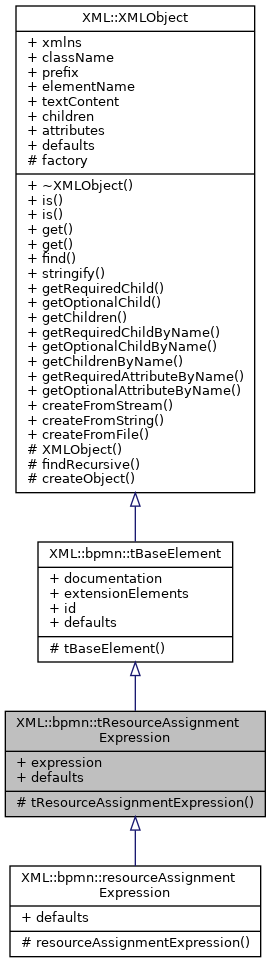 XML::XMLObject
+ xmlns
+ className
+ prefix
+ elementName
+ textContent
+ children
+ attributes
+ defaults
# factory
+ ~XMLObject()
+ is()
+ is()
+ get()
+ get()
+ find()
+ stringify()
+ getRequiredChild()
+ getOptionalChild()
+ getChildren()
+ getRequiredChildByName()
+ getOptionalChildByName()
+ getChildrenByName()
+ getRequiredAttributeByName()
+ getOptionalAttributeByName()
+ createFromStream()
+ createFromString()
+ createFromFile()
# XMLObject()
# findRecursive()
# createObject()
XML::bpmn::tBaseElement
+ documentation
+ extensionElements
+ id
+ defaults
# tBaseElement()
XML::bpmn::tResourceAssignment
Expression
+ expression
+ defaults
# tResourceAssignmentExpression()
XML::bpmn::resourceAssignment
Expression
+ defaults
# resourceAssignmentExpression()